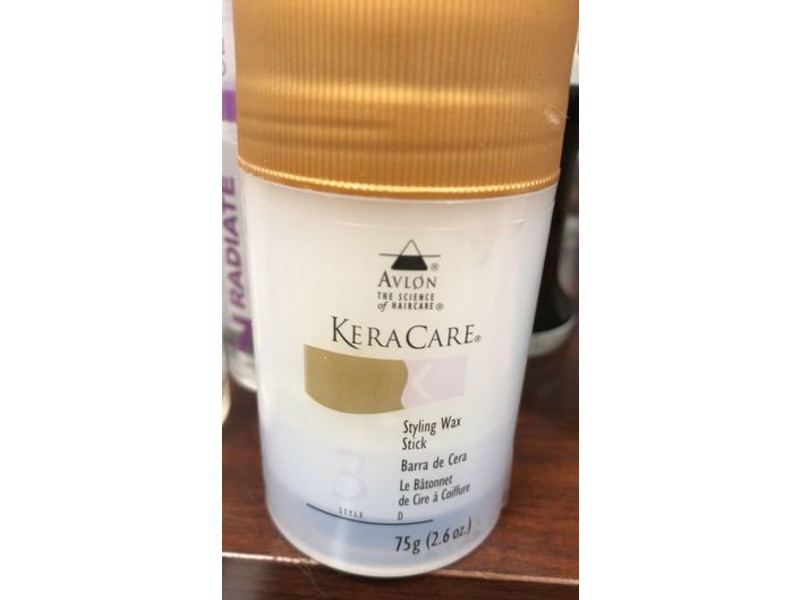 AVLON®
THE SCIENCE
of HAIRCARE®
KERACARE®
K
Styling Wax
Stick
Barra de Cera
Le Bâtonnet
de Cire à Coiffure
3
STYLE D
75g (2.6 oz.)
RADIATE